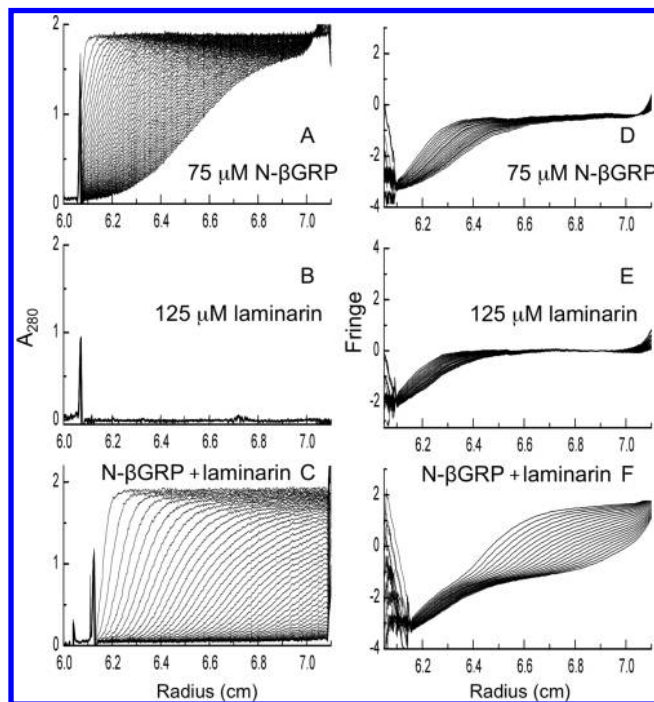 2
1
0
A
75 μM N-βGRP
6.0 6.2 6.4 6.6 6.8 7.0
2
1
0
B
125 μM laminarin
A280
6.0 6.2 6.4 6.6 6.8 7.0
2
1
0
N-βGRP + laminarin C
6.0 6.2 6.4 6.6 6.8 7.0
Radius (cm)
2
0
-2
-4
D
75 μM N-βGRP
6.2 6.4 6.6 6.8 7.0
4
2
0
-2
E
125 μM laminarin
Fringe
6.2 6.4 6.6 6.8 7.0
N-βGRP + laminarin F
2
0
-2
-4
6.2 6.4 6.6 6.8 7.0
Radius (cm)